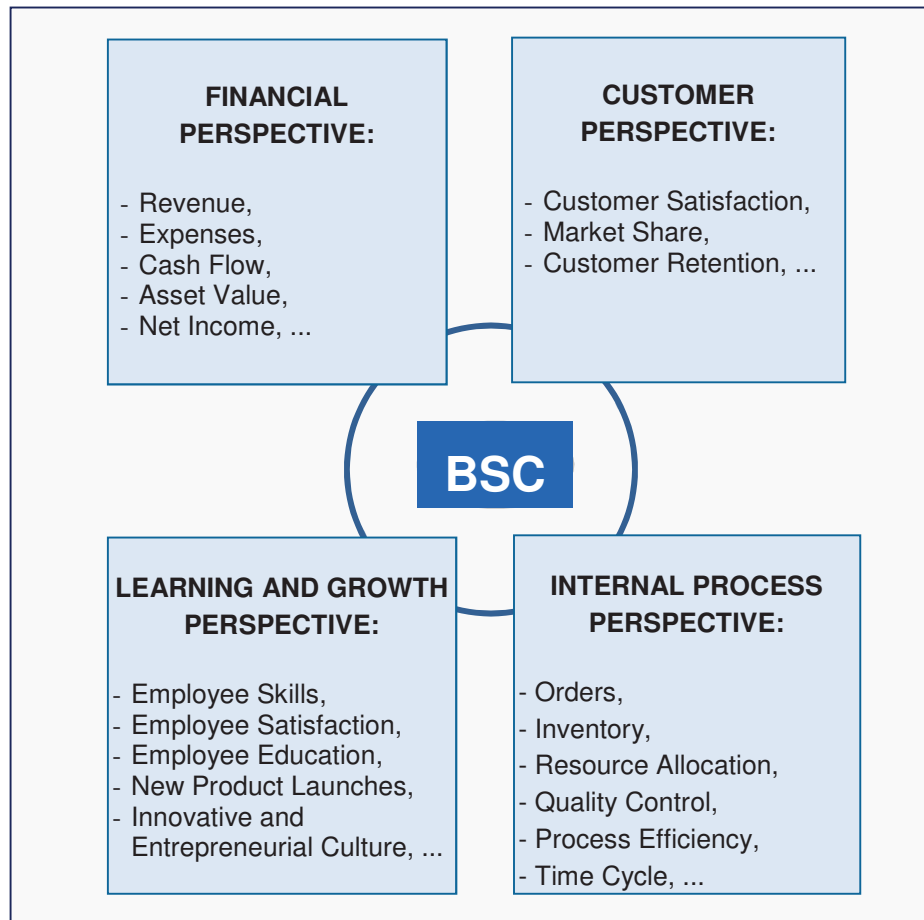 FINANCIAL
PERSPECTIVE:
- Revenue,
- Expenses,
- Cash Flow,
- Asset Value,
- Net Income, ...
CUSTOMER
PERSPECTIVE:
- Customer Satisfaction,
- Market Share,
- Customer Retention, ...
BSC
LEARNING AND GROWTH
PERSPECTIVE:
- Employee Skills,
- Employee Satisfaction,
- Employee Education,
- New Product Launches,
- Innovative and
Entrepreneurial Culture, ...
INTERNAL PROCESS
PERSPECTIVE:
- Orders,
- Inventory,
- Resource Allocation,
- Quality Control,
- Process Efficiency,
- Time Cycle, ...